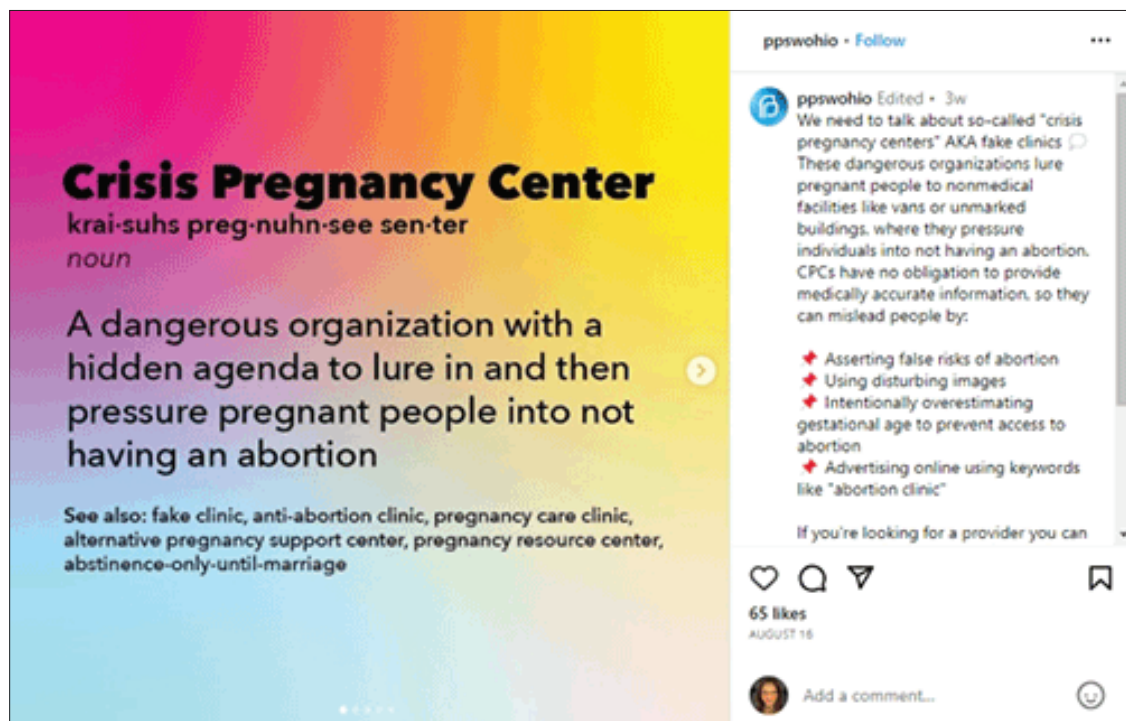 Crisis Pregnancy Center
krai·suhs preg·nuhn·see sen·ter
noun
A dangerous organization with a
hidden agenda to lure in and then
pressure pregnant people into not
having an abortion
See also: fake clinic, anti-abortion clinic, pregnancy care clinic,
alternative pregnancy support center, pregnancy resource center,
abstinence-only-until-marriage
ppswohio • Follow
ppswohio Edited • 3w
We need to talk about so-called "crisis
pregnancy centers" AKA fake clinics 💬
These dangerous organizations lure
pregnant people to nonmedical
facilities like vans or unmarked
buildings, where they pressure
individuals into not having an abortion.
CPCs have no obligation to provide
medically accurate information, so they
can mislead people by:
📌 Asserting false risks of abortion
📌 Using disturbing images
📌 Intentionally overestimating
gestational age to prevent access to
abortion
📌 Advertising online using keywords
like "abortion clinic"
If you're looking for a provider you can
65 likes
AUGUST 16
Add a comment...